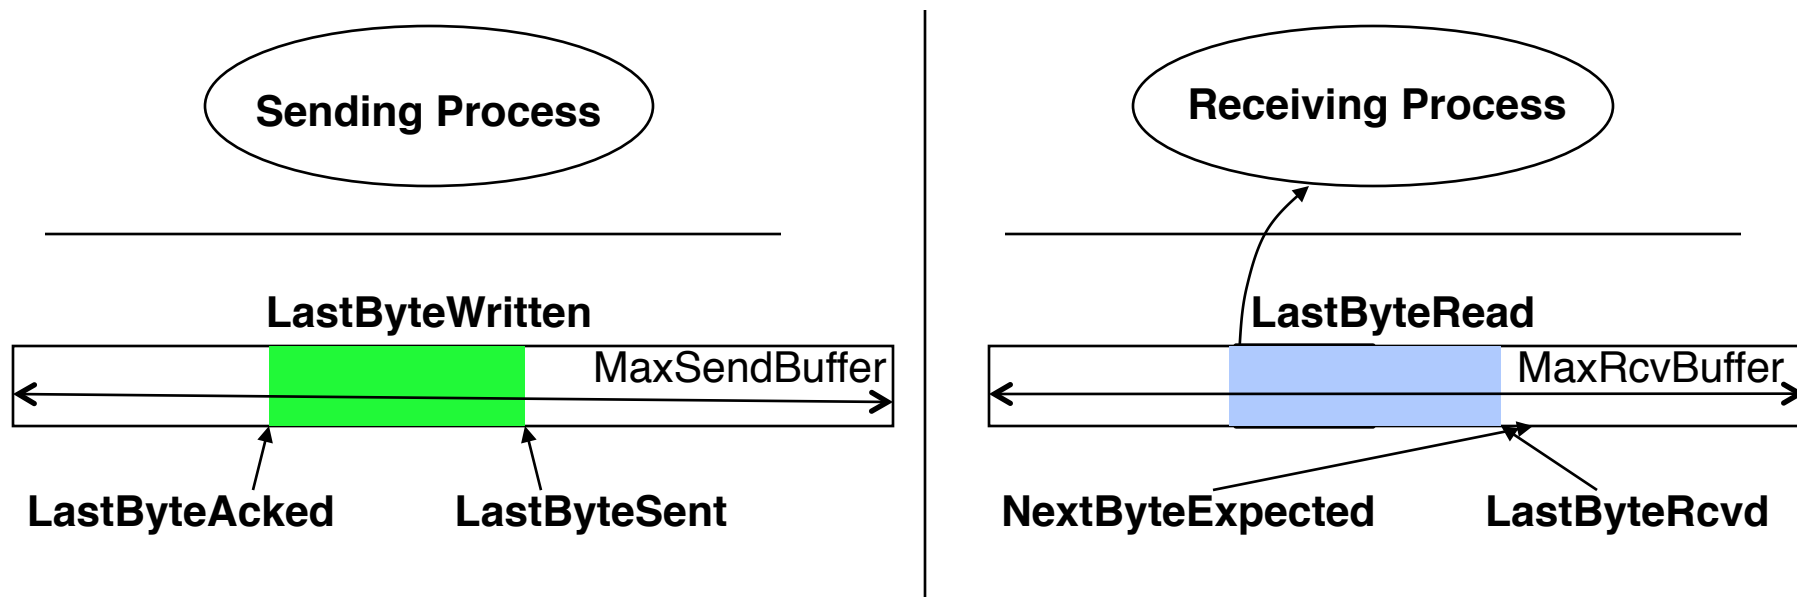 Sending Process
Receiving Process
LastByteWritten
LastByteRead
MaxSendBuffer
MaxRcvBuffer
LastByteAcked
LastByteSent
NextByteExpected
LastByteRcvd